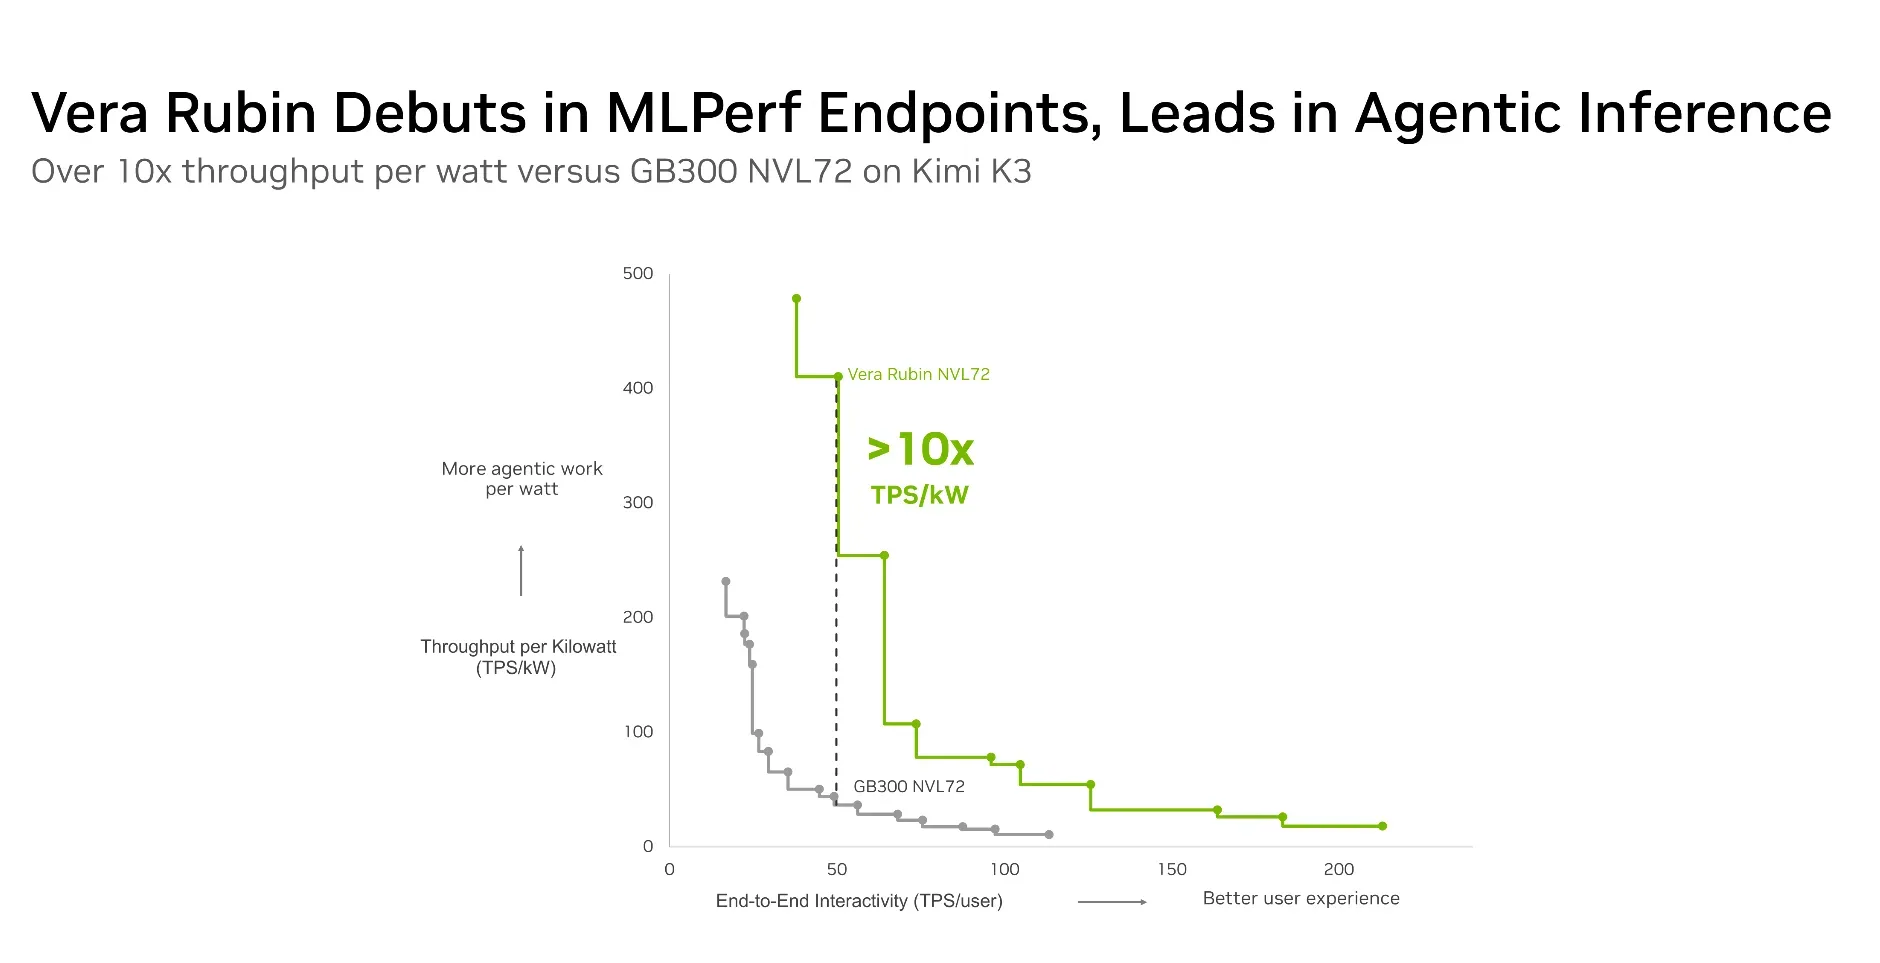 Vera Rubin Debuts in MLPerf Endpoints, Leads in Agentic Inference
Over 10x throughput per watt versus GB300 NVL72 on Kimi K3
500
400
300
200
100
0
More agentic work
per watt
Throughput per Kilowatt
(TPS/kW)
Vera Rubin NVL72
>10x
TPS/kW
GB300 NVL72
0
50
100
150
200
End-to-End Interactivity (TPS/user)
Better user experience